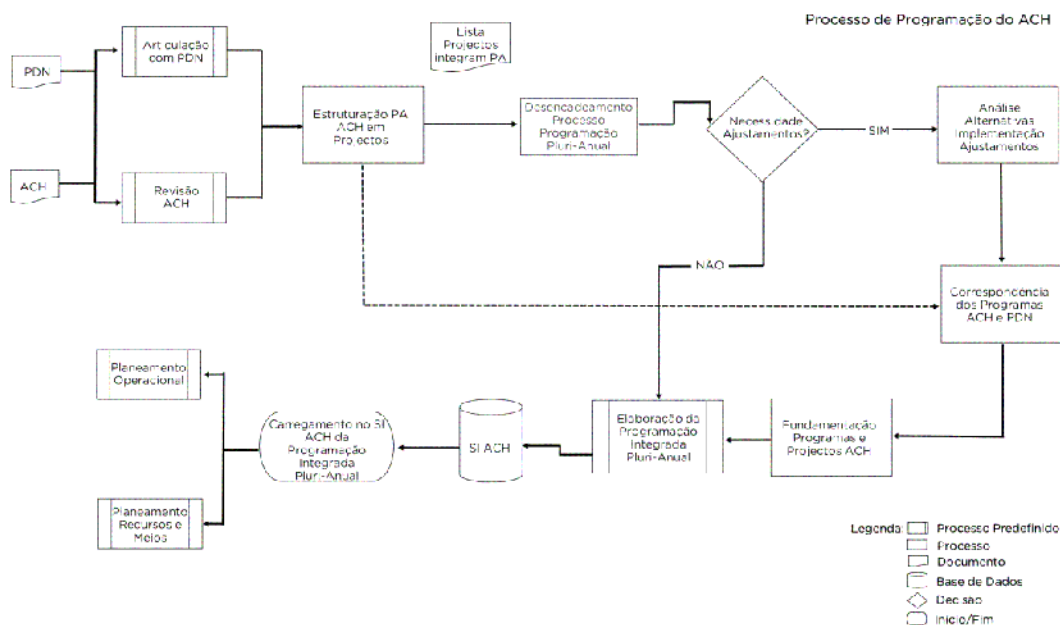 Processo de Programação do ACH
PDN
Articulação
com PDN
Lista
Projectos
integram PA
Estruturação PA
ACH em
Projectos
Desencadeamento
Processo
Programação
Pluri-Anual
Necessidade
Ajustamentos?
SIM
Análise
Alternativas
Implementação
Ajustamentos
ACH
Revisão
ACH
NÃO
Correspondência
dos Programas
ACH e PDN
Planeamento
Operacional
Carregamento no SI
ACH da
Programação
Integrada
Pluri-Anual
SI ACH
Elaboração da
Programação
Integrada
Pluri-Anual
Fundamentação
Programas e
Projectos ACH
Planeamento
Recursos e
Meios
Legenda:
Processo Predefinido
Processo
Documento
Base de Dados
Decisão
Início/Fim